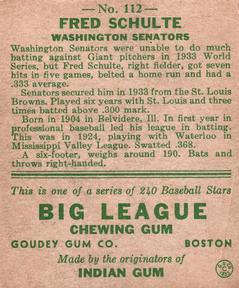 — No. 112 —
FRED SCHULTE
WASHINGTON SENATORS
Washington Senators were unable to do much
batting against Giant pitchers in 1933 World
Series, but Fred Schulte, right fielder, got seven
hits in five games, belted a home run and had a
.333 average.
Senators secured him in 1933 from the St. Louis
Browns. Played six years with St. Louis and three
times batted above .300 mark.
Born in 1904 in Belvidere, Ill. In first year in
professional baseball led his league in batting.
This was in 1924, playing with Waterloo in
Mississippi Valley League. Swatted .368.
A six-footer, weighs around 190. Bats and
throws right-handed.
This is one of a series of 240 Baseball Stars
BIG LEAGUE
CHEWING GUM
GOUDEY GUM CO. BOSTON
Made by the originators of
INDIAN GUM